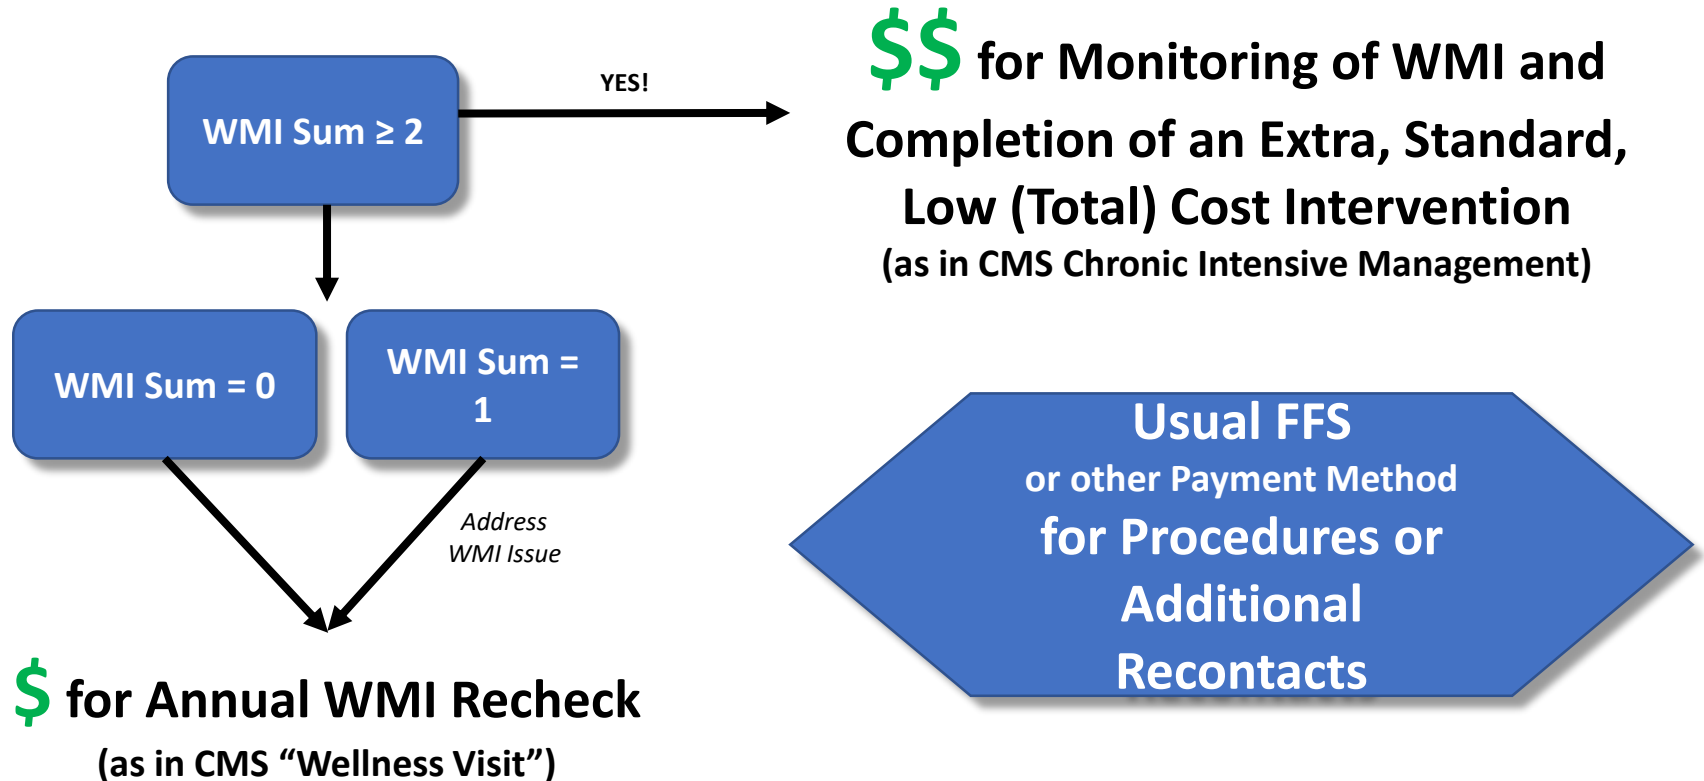 WMI Sum ≥ 2
YES!
$$ for Monitoring of WMI and
Completion of an Extra, Standard,
Low (Total) Cost Intervention
(as in CMS Chronic Intensive Management)
WMI Sum = 0
WMI Sum =
1
Address
WMI Issue
$ for Annual WMI Recheck
(as in CMS “Wellness Visit”)
Usual FFS
or other Payment Method
for Procedures or
Additional
Recontacts